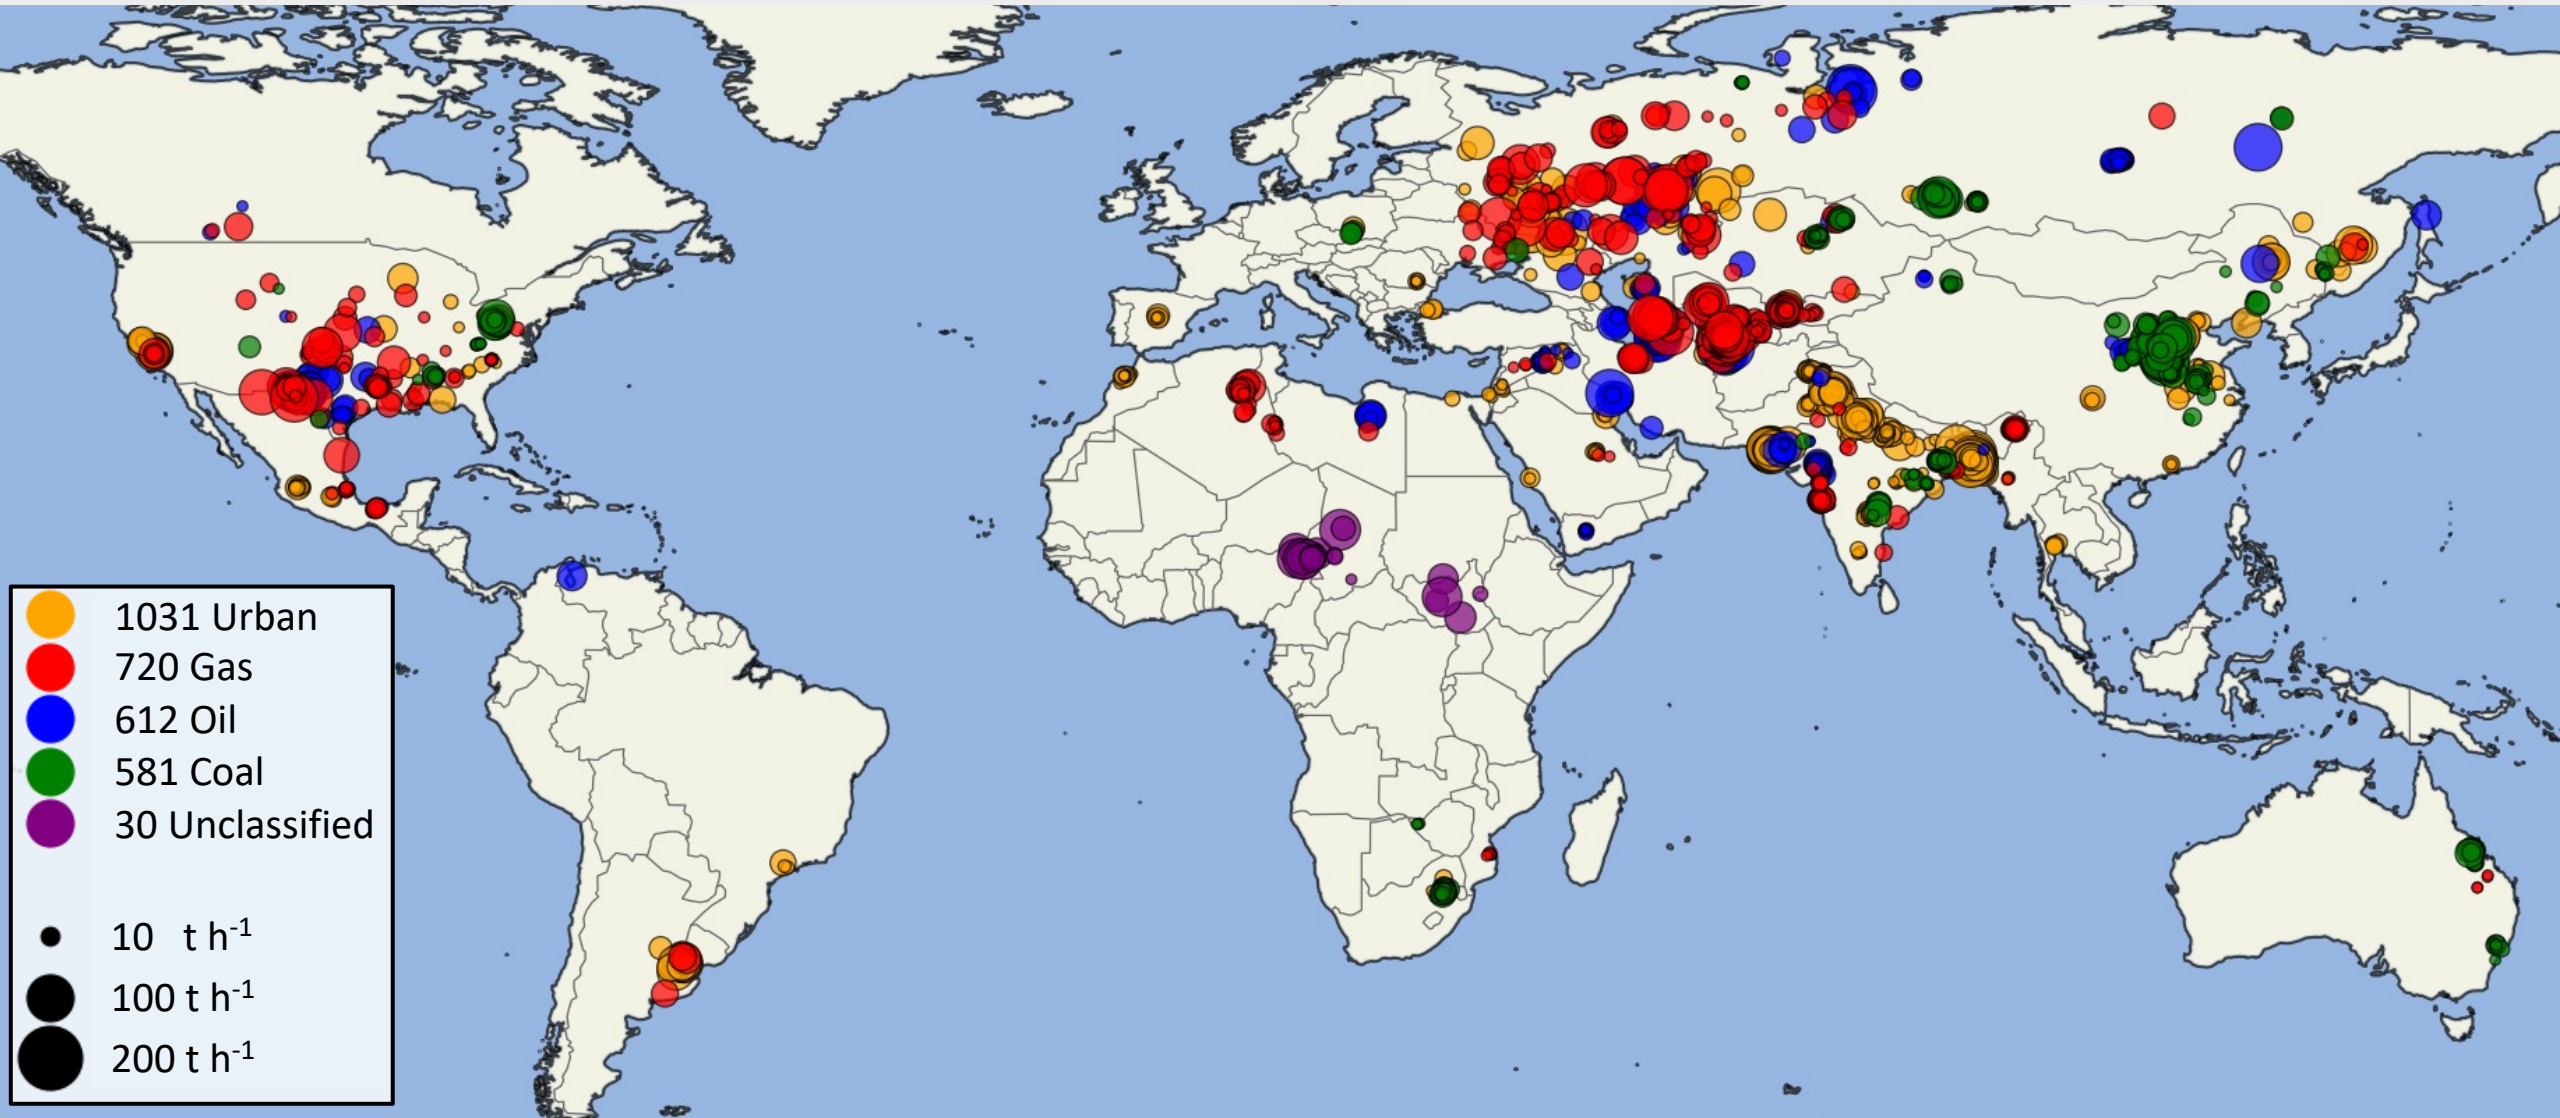 1031 Urban
720 Gas
612 Oil
581 Coal
30 Unclassified
10 t h-1
100 t h-1
200 t h-1